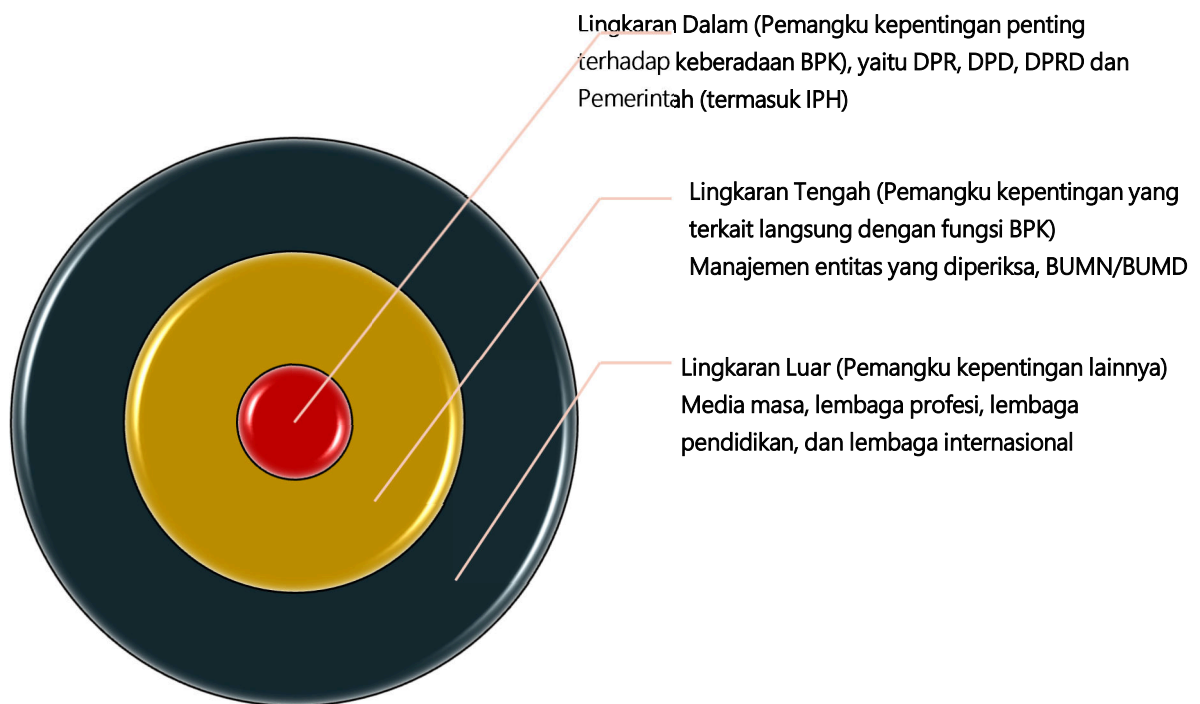 Lingkaran Dalam (Pemangku kepentingan penting
terhadap keberadaan BPK), yaitu DPR, DPD, DPRD dan
Pemerintah (termasuk IPH)
Lingkaran Tengah (Pemangku kepentingan yang
terkait langsung dengan fungsi BPK)
Manajemen entitas yang diperiksa, BUMN/BUMD
Lingkaran Luar (Pemangku kepentingan lainnya)
Media masa, lembaga profesi, lembaga
pendidikan, dan lembaga internasional